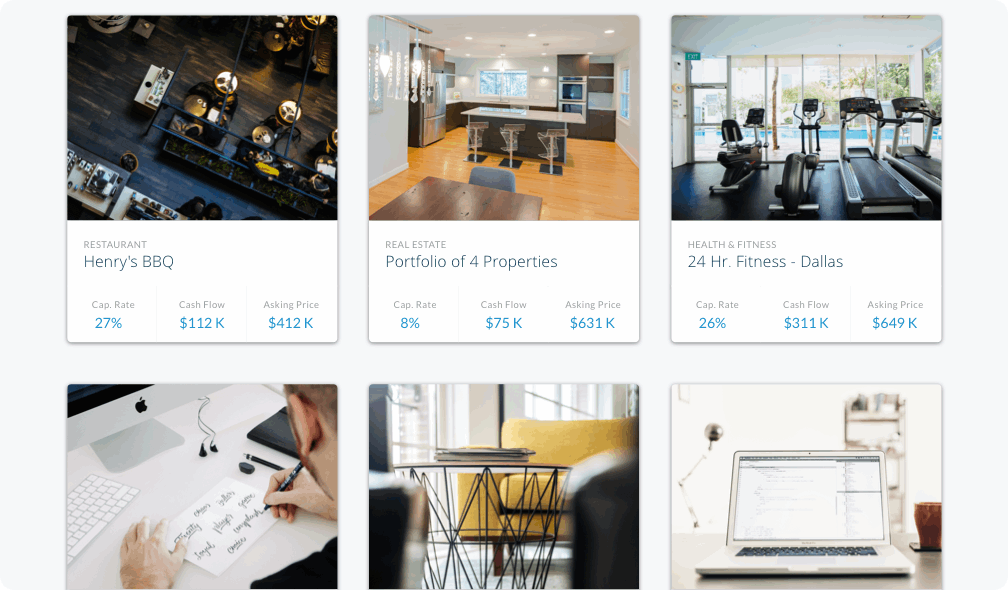 EXIT
RESTAURANT
Henry's BBQ
Cap. Rate
Cash Flow
Asking Price
27%
$112 K
$412 K
REAL ESTATE
Portfolio of 4 Properties
Cap. Rate
Cash Flow
Asking Price
8%
$75 K
$631 K
HEALTH & FITNESS
24 Hr. Fitness - Dallas
Cap. Rate
Cash Flow
Asking Price
26%
$311 K
$649 K